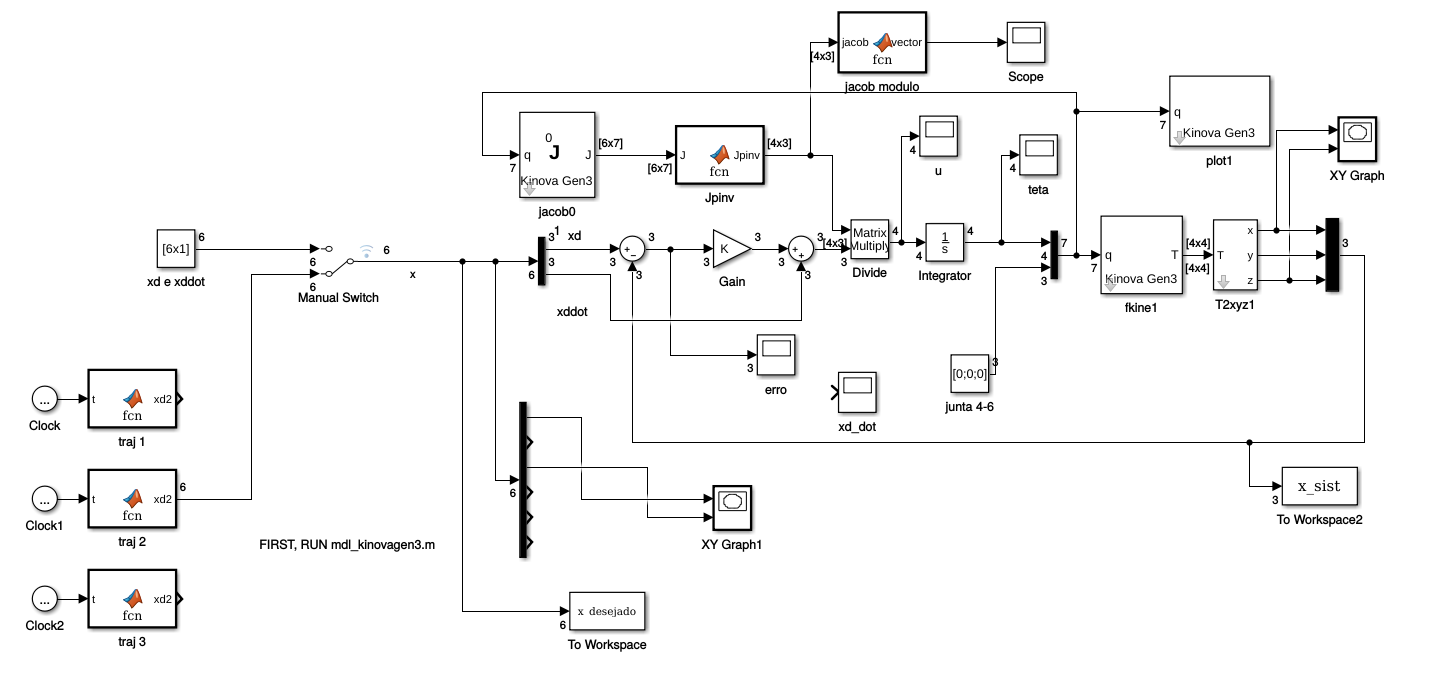 jacob vector
fcn
[4x3]
jacob modulo
Scope
q
7
Kinova Gen3
plot1
XY Graph
0
J
q J
7
Kinova Gen3
jacob0
[6x7]
[6x7]
J Jpinv
fcn
Jpinv
[4x3]
4
u
4
teta
[6x1]
6
xd e xddot
6
6
Manual Switch
6
x
1
3
xd
3
6
xddot
3
+
−
3
3
3
K
3
Gain
3
+
+
3
3
3
[4x3]
Matrix
Multiply
4
Divide
4
1
s
4
Integrator
4
3
7
q T
7
Kinova Gen3
fkine1
[4x4]
[4x4]
T x
y
z
T2xyz1
3
3
erro
xd_dot
[0;0;0]
3
junta 4-6
...
Clock
t xd2
fcn
traj 1
...
Clock1
t xd2
fcn
6
traj 2
...
Clock2
t xd2
fcn
traj 3
FIRST, RUN mdl_kinovagen3.m
6
XY Graph1
x_sist
3
To Workspace2
x desejado
6
To Workspace